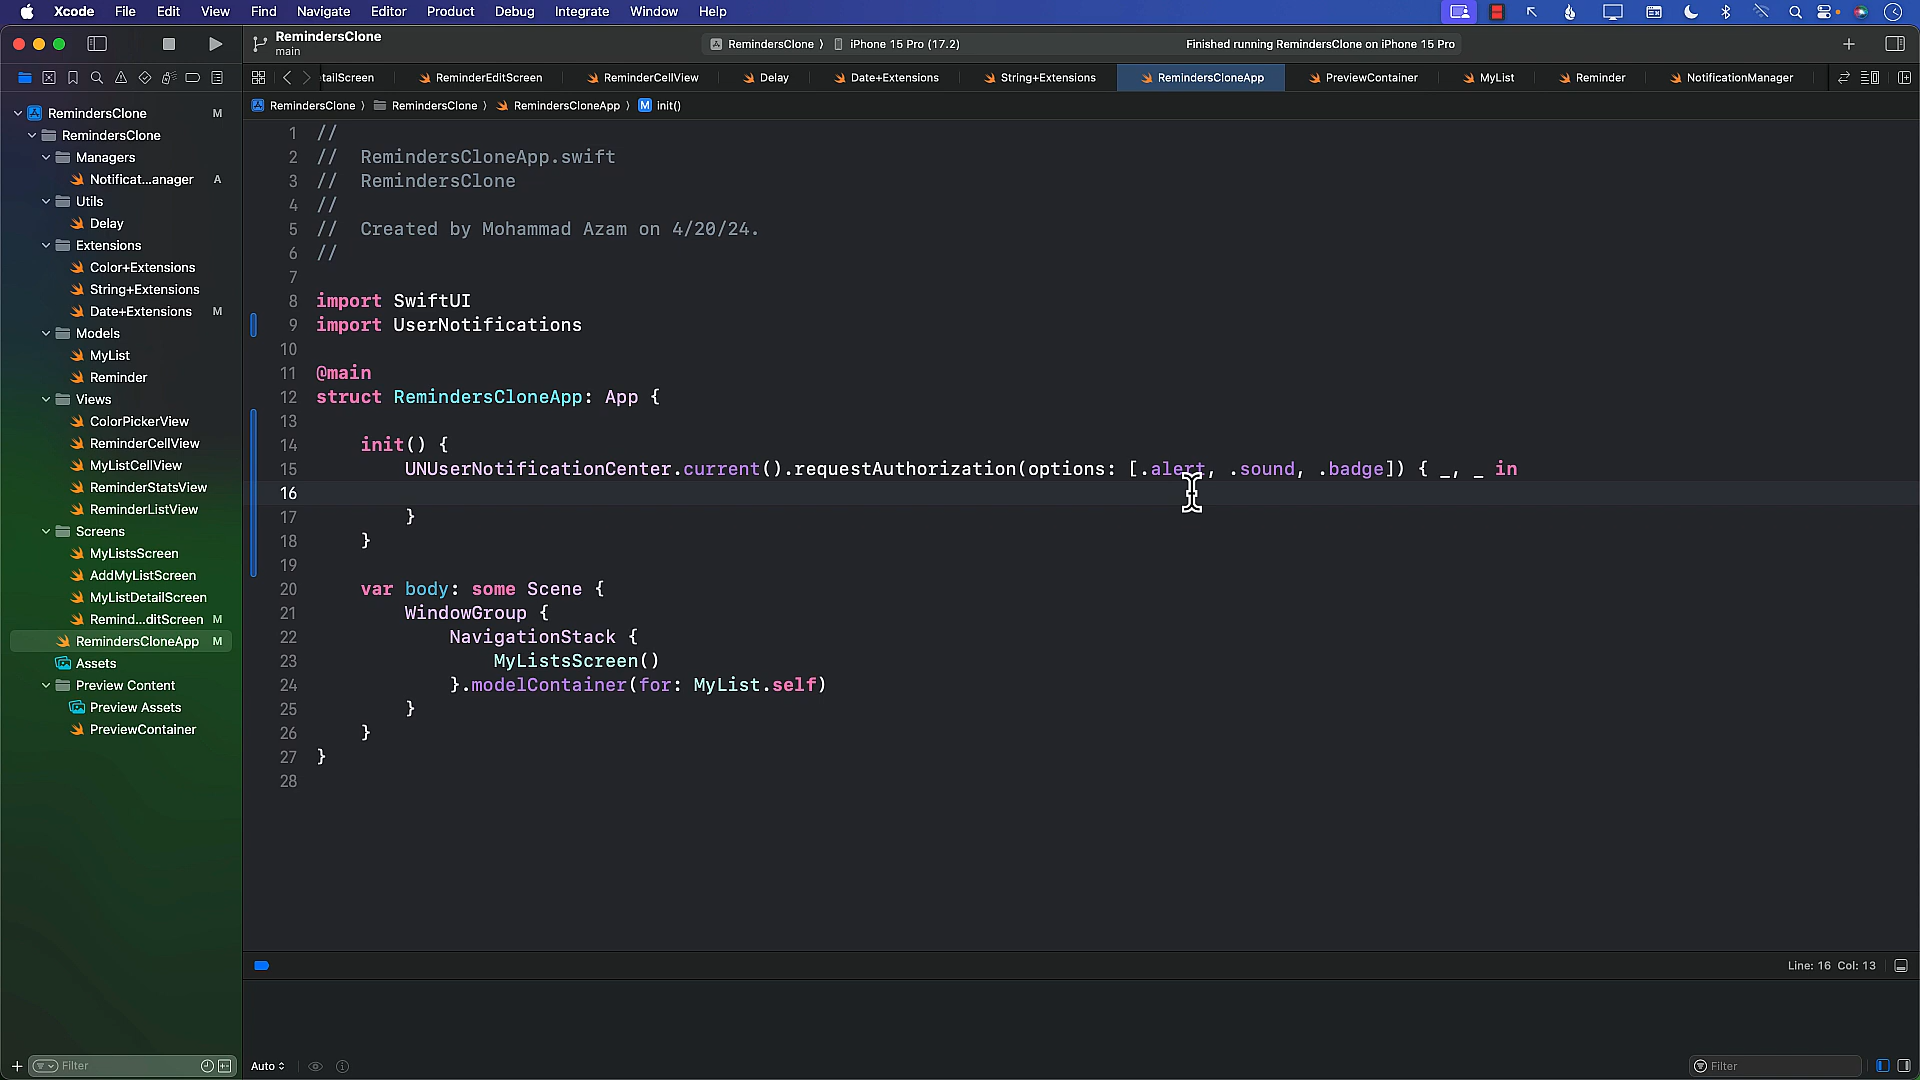 Xcode File Edit View Find Navigate Editor Product Debug Integrate Window Help
RemindersClone
main
RemindersClone 〉 iPhone 15 Pro (17.2)
Finished running RemindersClone on iPhone 15 Pro
tailScreen ReminderEditScreen ReminderCellView Delay Date+Extensions String+Extensions RemindersCloneApp PreviewContainer MyList Reminder NotificationManager
RemindersClone 〉 RemindersClone 〉 RemindersCloneApp 〉 M init()
RemindersClone M
RemindersClone
Managers
Notificat...anager A
Utils
Delay
Extensions
Color+Extensions
String+Extensions
Date+Extensions M
Models
MyList
Reminder
Views
ColorPickerView
ReminderCellView
MyListCellView
ReminderStatsView
ReminderListView
Screens
MyListsScreen
AddMyListScreen
MyListDetailScreen
Remind...ditScreen M
RemindersCloneApp M
Assets
Preview Content
Preview Assets
PreviewContainer
Filter
1 //
2 //  RemindersCloneApp.swift
3 //  RemindersClone
4 //
5 //  Created by Mohammad Azam on 4/20/24.
6 //
7
8 import SwiftUI
9 import UserNotifications
10
11 @main
12 struct RemindersCloneApp: App {
13
14     init() {
15         UNUserNotificationCenter.current().requestAuthorization(options: [.alert, .sound, .badge]) { _, _ in
16
17         }
18     }
19
20     var body: some Scene {
21         WindowGroup {
22             NavigationStack {
23                 MyListsScreen()
24             }.modelContainer(for: MyList.self)
25         }
26     }
27 }
28
Line: 16 Col: 13
Auto
Filter